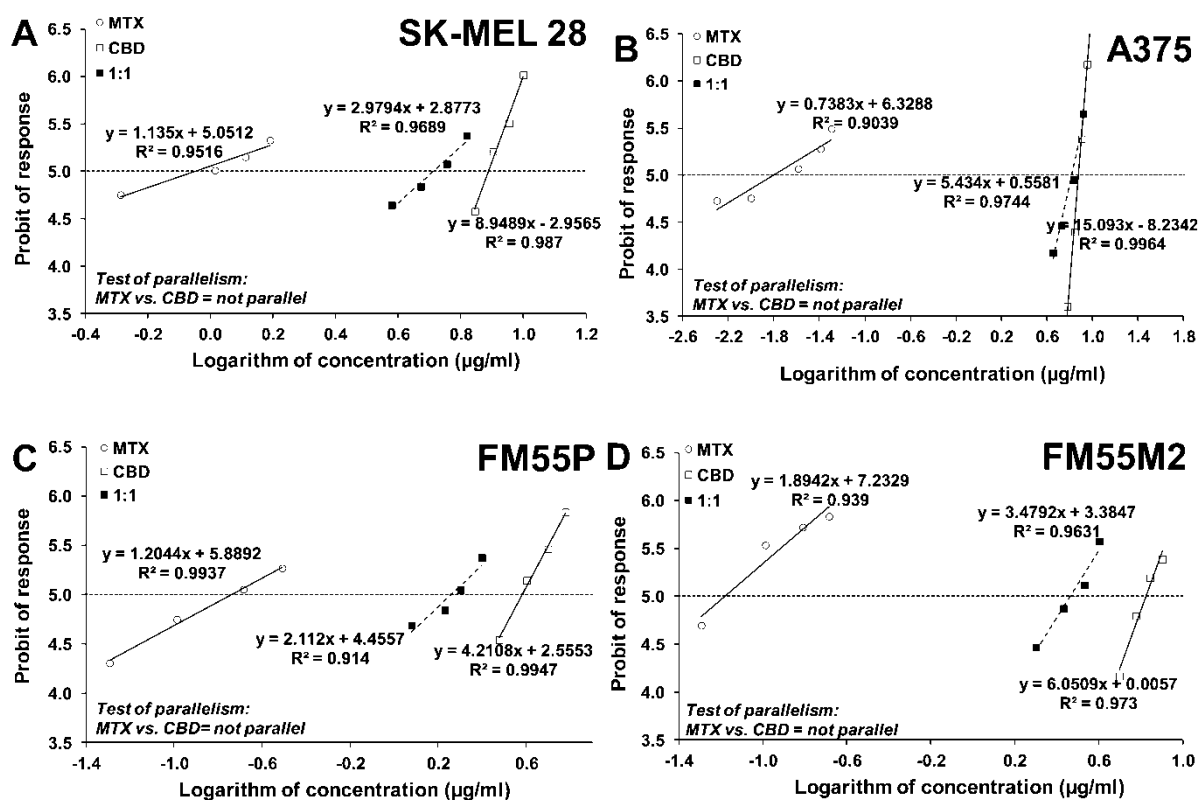 A
SK-MEL 28
MTX
CBD
1:1
6.5
6.0
5.5
5.0
4.5
4.0
3.5
Probit of response
y = 1.135x + 5.0512
R² = 0.9516
y = 2.9794x + 2.8773
R² = 0.9689
y = 8.9489x - 2.9565
R² = 0.987
Test of parallelism:
MTX vs. CBD = not parallel
-0.4 -0.2 0.0 0.2 0.4 0.6 0.8 1.0 1.2
Logarithm of concentration (µg/ml)
B
A375
MTX
CBD
1:1
6.5
6.0
5.5
5.0
4.5
4.0
3.5
Probit of response
y = 0.7383x + 6.3288
R² = 0.9039
y = 5.434x + 0.5581
R² = 0.9744
y = 15.093x - 8.2342
R² = 0.9964
Test of parallelism:
MTX vs. CBD = not parallel
-2.6 -2.2 -1.8 -1.4 -1.0 -0.6 -0.2 0.2 0.6 1.0 1.4 1.8
Logarithm of concentration (µg/ml)
C
FM55P
MTX
CBD
1:1
6.5
6.0
5.5
5.0
4.5
4.0
3.5
Probit of response
y = 1.2044x + 5.8892
R² = 0.9937
y = 2.112x + 4.4557
R² = 0.914
y = 4.2108x + 2.5553
R² = 0.9947
Test of parallelism:
MTX vs. CBD= not parallel
-1.4 -1.0 -0.6 -0.2 0.2 0.6
Logarithm of concentration (µg/ml)
D
FM55M2
MTX
CBD
1:1
6.5
6.0
5.5
5.0
4.5
4.0
3.5
Probit of response
y = 1.8942x + 7.2329
R² = 0.939
y = 3.4792x + 3.3847
R² = 0.9631
y = 6.0509x + 0.0057
R² = 0.973
Test of parallelism:
MTX vs. CBD = not parallel
-1.4 -1.0 -0.6 -0.2 0.2 0.6 1.0
Logarithm of concentration (µg/ml)